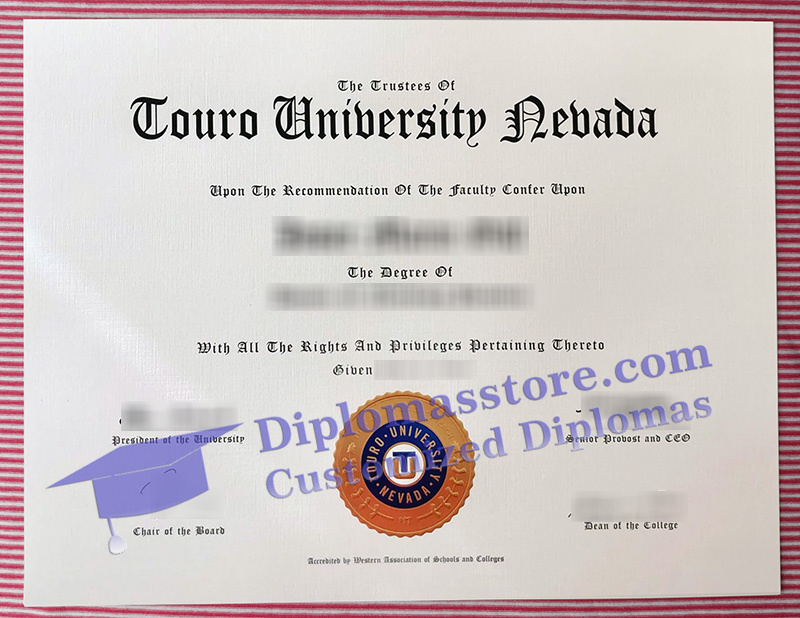 The Trustees Of
Touro University Nevada
Upon The Recommendation Of The Faculty Confer Upon
The Degree Of
With All The Rights And Privileges Pertaining Thereto
Given
Diplomasstore.com
Customized Diplomas
President of the University
Senior Provost and CEO
TOURO · UNIVERSITY · NEVADA ·
U
Chair of the Board
Dean of the College
Accredited by Western Association of Schools and Colleges